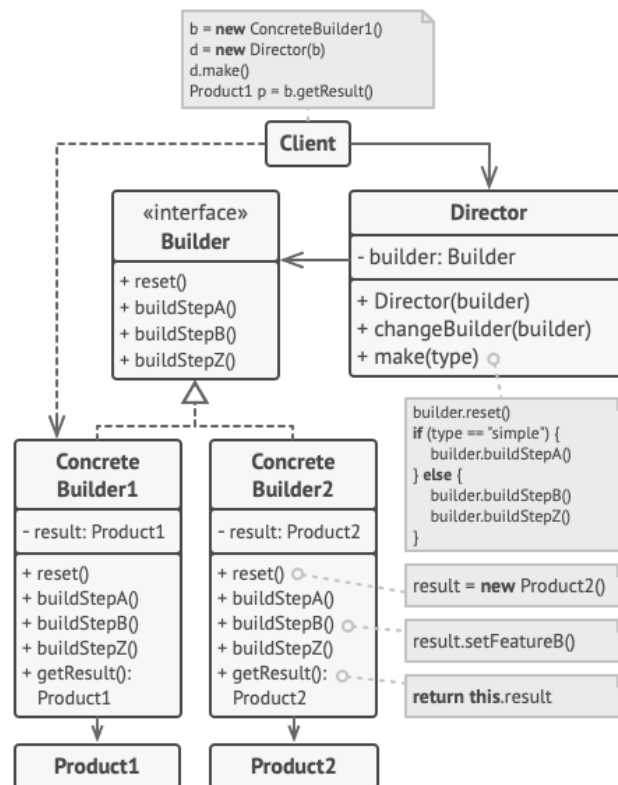 b = new ConcreteBuilder1()
d = new Director(b)
d.make()
Product1 p = b.getResult()
Client
«interface»
Builder
+ reset()
+ buildStepA()
+ buildStepB()
+ buildStepZ()
Director
- builder: Builder
+ Director(builder)
+ changeBuilder(builder)
+ make(type)
builder.reset()
if (type == "simple") {
builder.buildStepA()
} else {
builder.buildStepB()
builder.buildStepZ()
}
Concrete
Builder1
- result: Product1
+ reset()
+ buildStepA()
+ buildStepB()
+ buildStepZ()
+ getResult():
Product1
Concrete
Builder2
- result: Product2
+ reset()
+ buildStepA()
+ buildStepB()
+ buildStepZ()
+ getResult():
Product2
result = new Product2()
result.setFeatureB()
return this.result
Product1
Product2